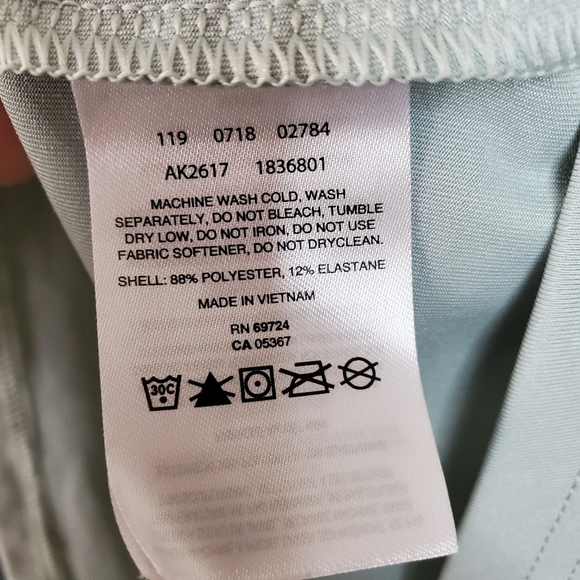 119 0718 02784
AK2617 1836801
MACHINE WASH COLD, WASH
SEPARATELY, DO NOT BLEACH, TUMBLE
DRY LOW, DO NOT IRON, DO NOT USE
FABRIC SOFTENER, DO NOT DRYCLEAN.
SHELL: 88% POLYESTER, 12% ELASTANE
MADE IN VIETNAM
RN 69724
CA 05367
30C